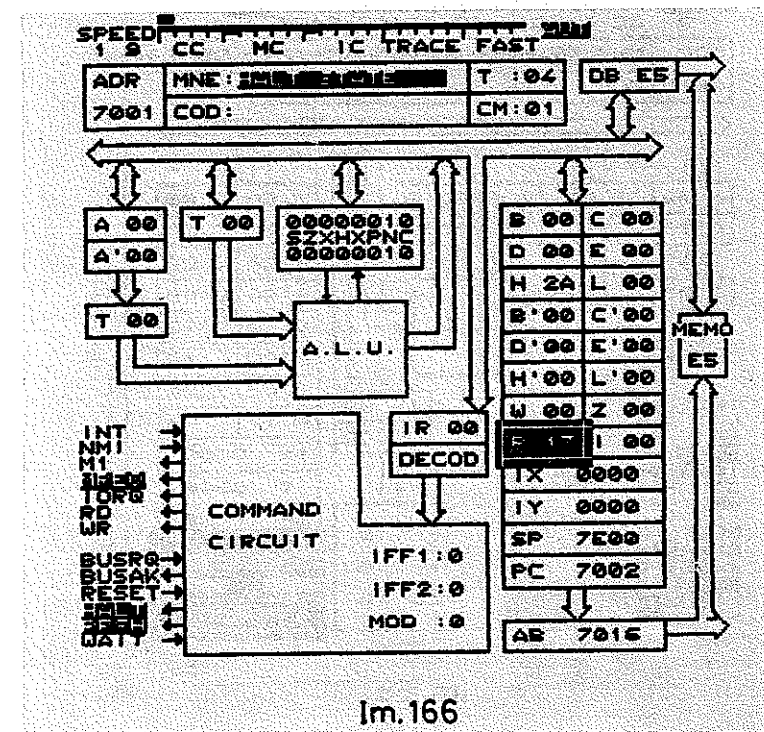 SPEED
1 9 CC MC IC TRACE FAST
ADR MNE: T :04 DB E5
7001 COD: CM:01
A 00 T 00 00000010 B 00 C 00
SZXHXPNC
A'00 00000010 D 00 E 00
H 2A L 00
T 00 B'00 C'00 MEMO
A.L.U. D'00 E'00 E5
H'00 L'00
IR 00 W 00 Z 00
DECOD I 00
INT
NMI
M1
IORQ
RD
WR
BUSRQ
BUSAK
RESET
WAIT
COMMAND
CIRCUIT
IFF1:0
IFF2:0
MOD :0
IX 0000
IY 0000
SP 7E00
PC 7002
AB 7016
Im.166